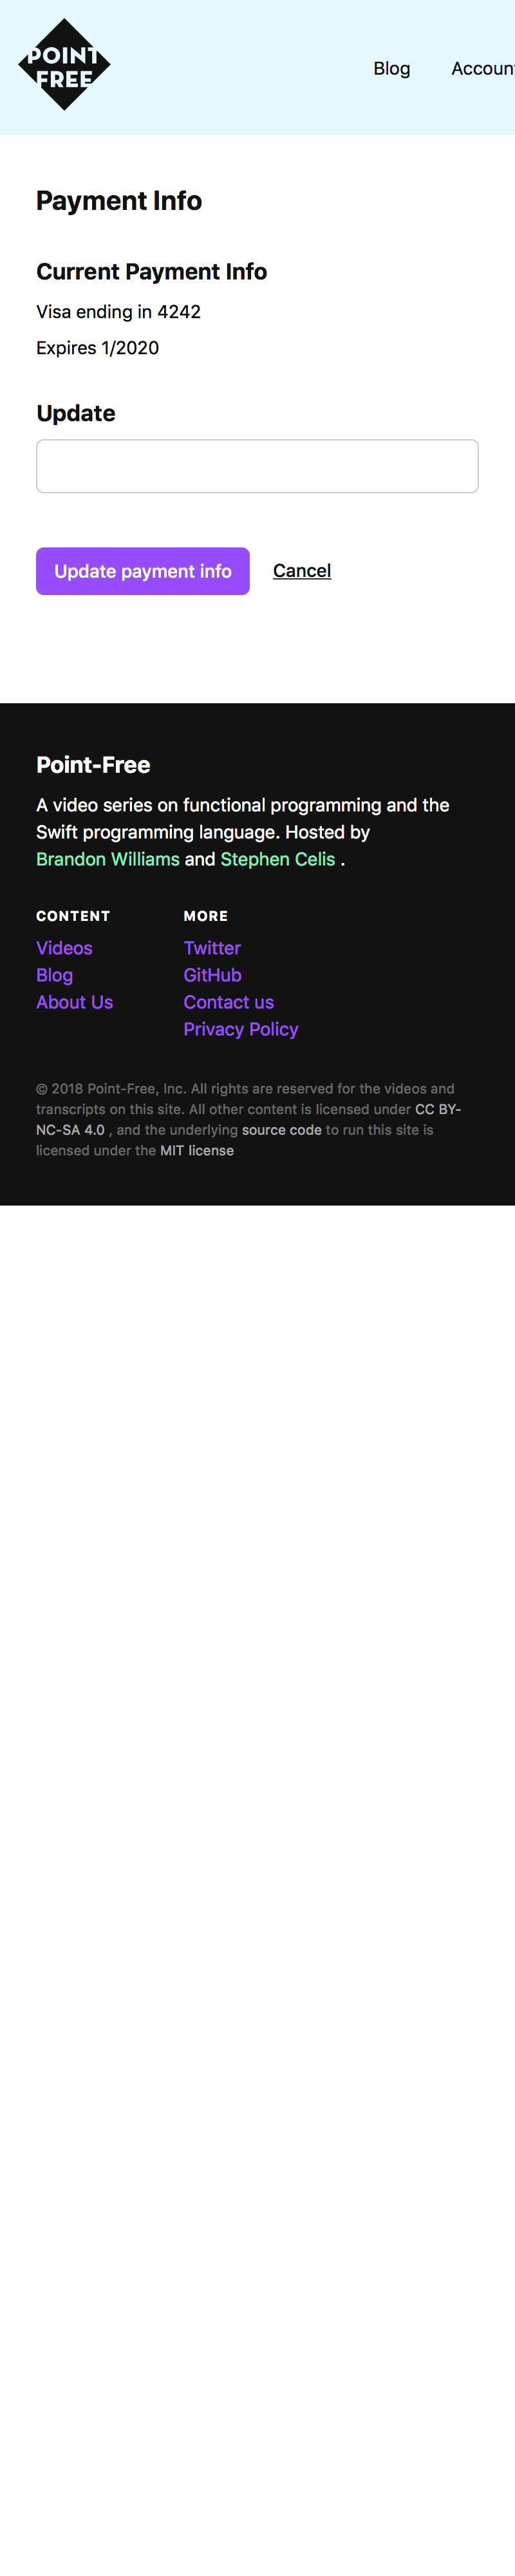 POINT
FREE
Blog
Account
Payment Info
Current Payment Info
Visa ending in 4242
Expires 1/2020
Update
Update payment info
Cancel
Point-Free
A video series on functional programming and the
Swift programming language. Hosted by
Brandon Williams and Stephen Celis .
CONTENT
Videos
Blog
About Us
MORE
Twitter
GitHub
Contact us
Privacy Policy
© 2018 Point-Free, Inc. All rights are reserved for the videos and
transcripts on this site. All other content is licensed under CC BY-
NC-SA 4.0 , and the underlying source code to run this site is
licensed under the MIT license